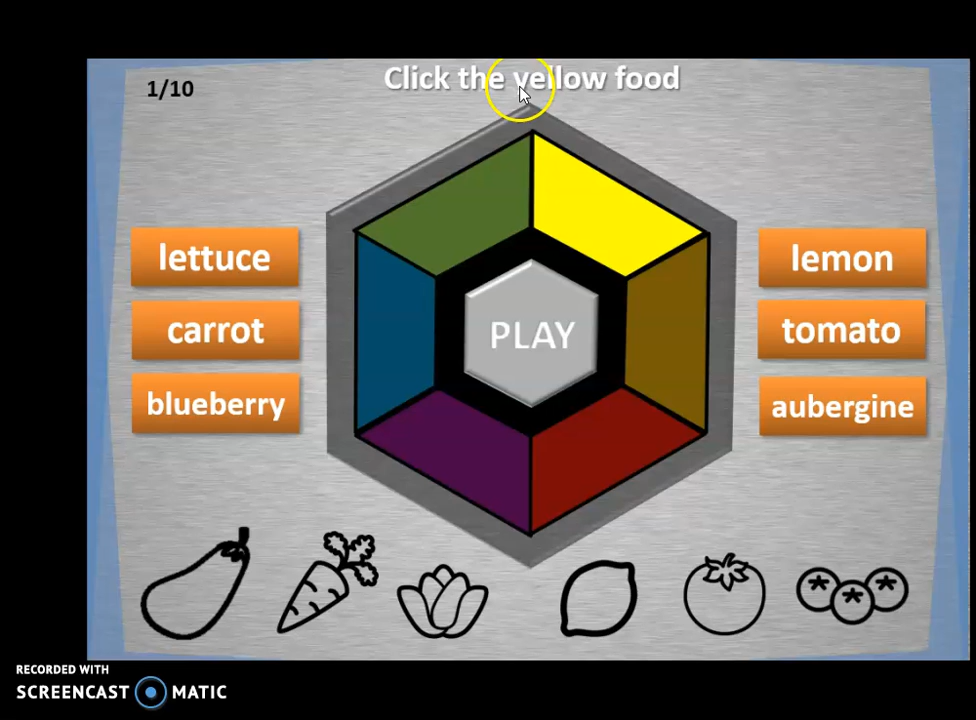 Click the yellow food
1/10
lettuce
carrot
blueberry
PLAY
lemon
tomato
aubergine
RECORDED WITH
SCREENCAST MATIC